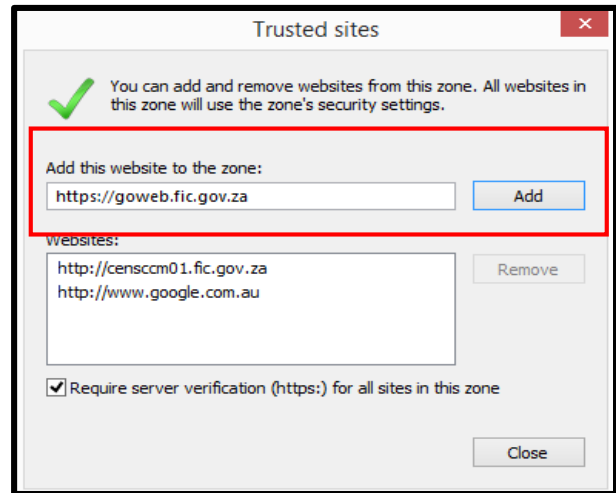 Trusted sites
You can add and remove websites from this zone. All websites in
this zone will use the zone's security settings.
Add this website to the zone:
https://goweb.fic.gov.za
Add
Websites:
http://censccm01.fic.gov.za
http://www.google.com.au
Remove
Require server verification (https:) for all sites in this zone
Close